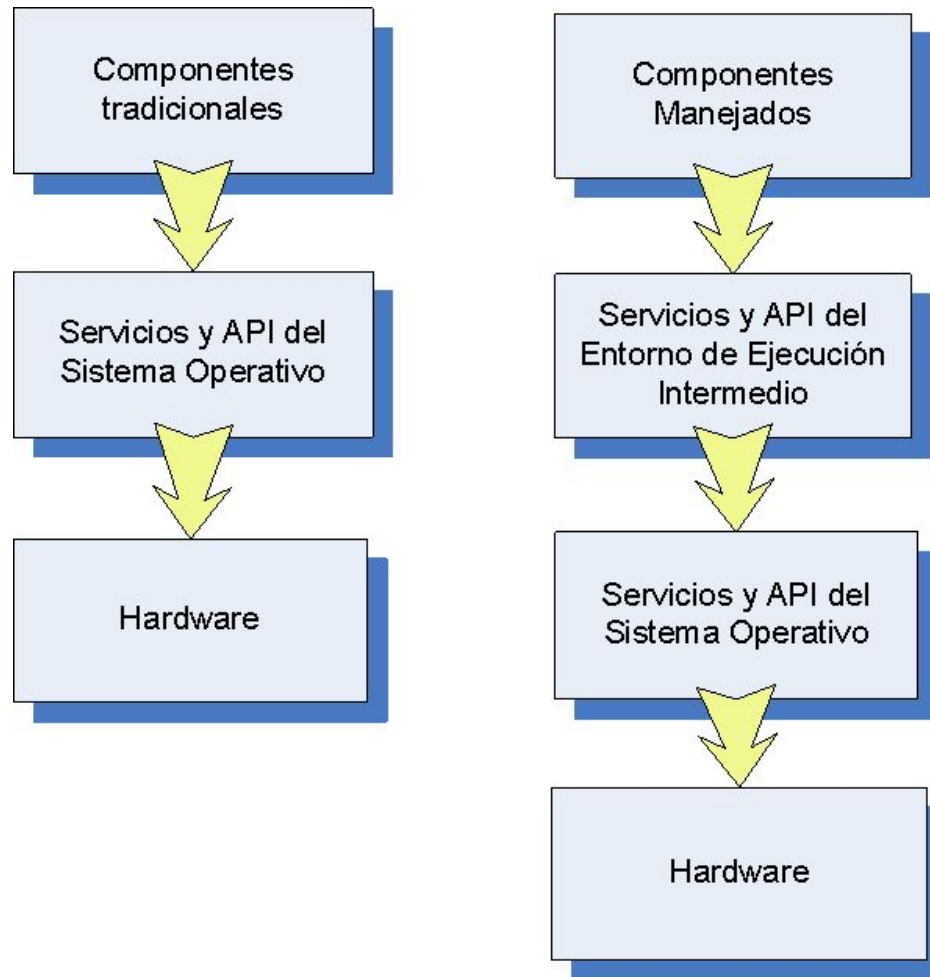 Componentes
tradicionales
Servicios y API del
Sistema Operativo
Hardware
Componentes
Manejados
Servicios y API del
Entorno de Ejecución
Intermedio
Servicios y API del
Sistema Operativo
Hardware